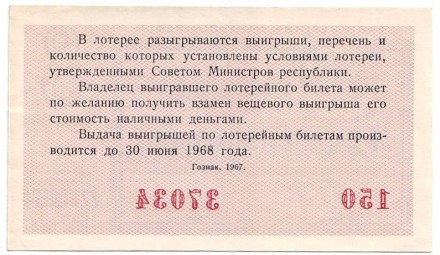 В лотерее разыгрываются выигрыши, перечень и
количество которых установлены условиями лотереи,
утвержденными Советом Министров республики.
Владелец выигравшего лотерейного билета может
по желанию получить взамен вещевого выигрыша его
стоимость наличными деньгами.
Выдача выигрышей по лотерейным билетам произ-
водится до 30 июня 1968 года.
Гознак. 1967.
37034 150